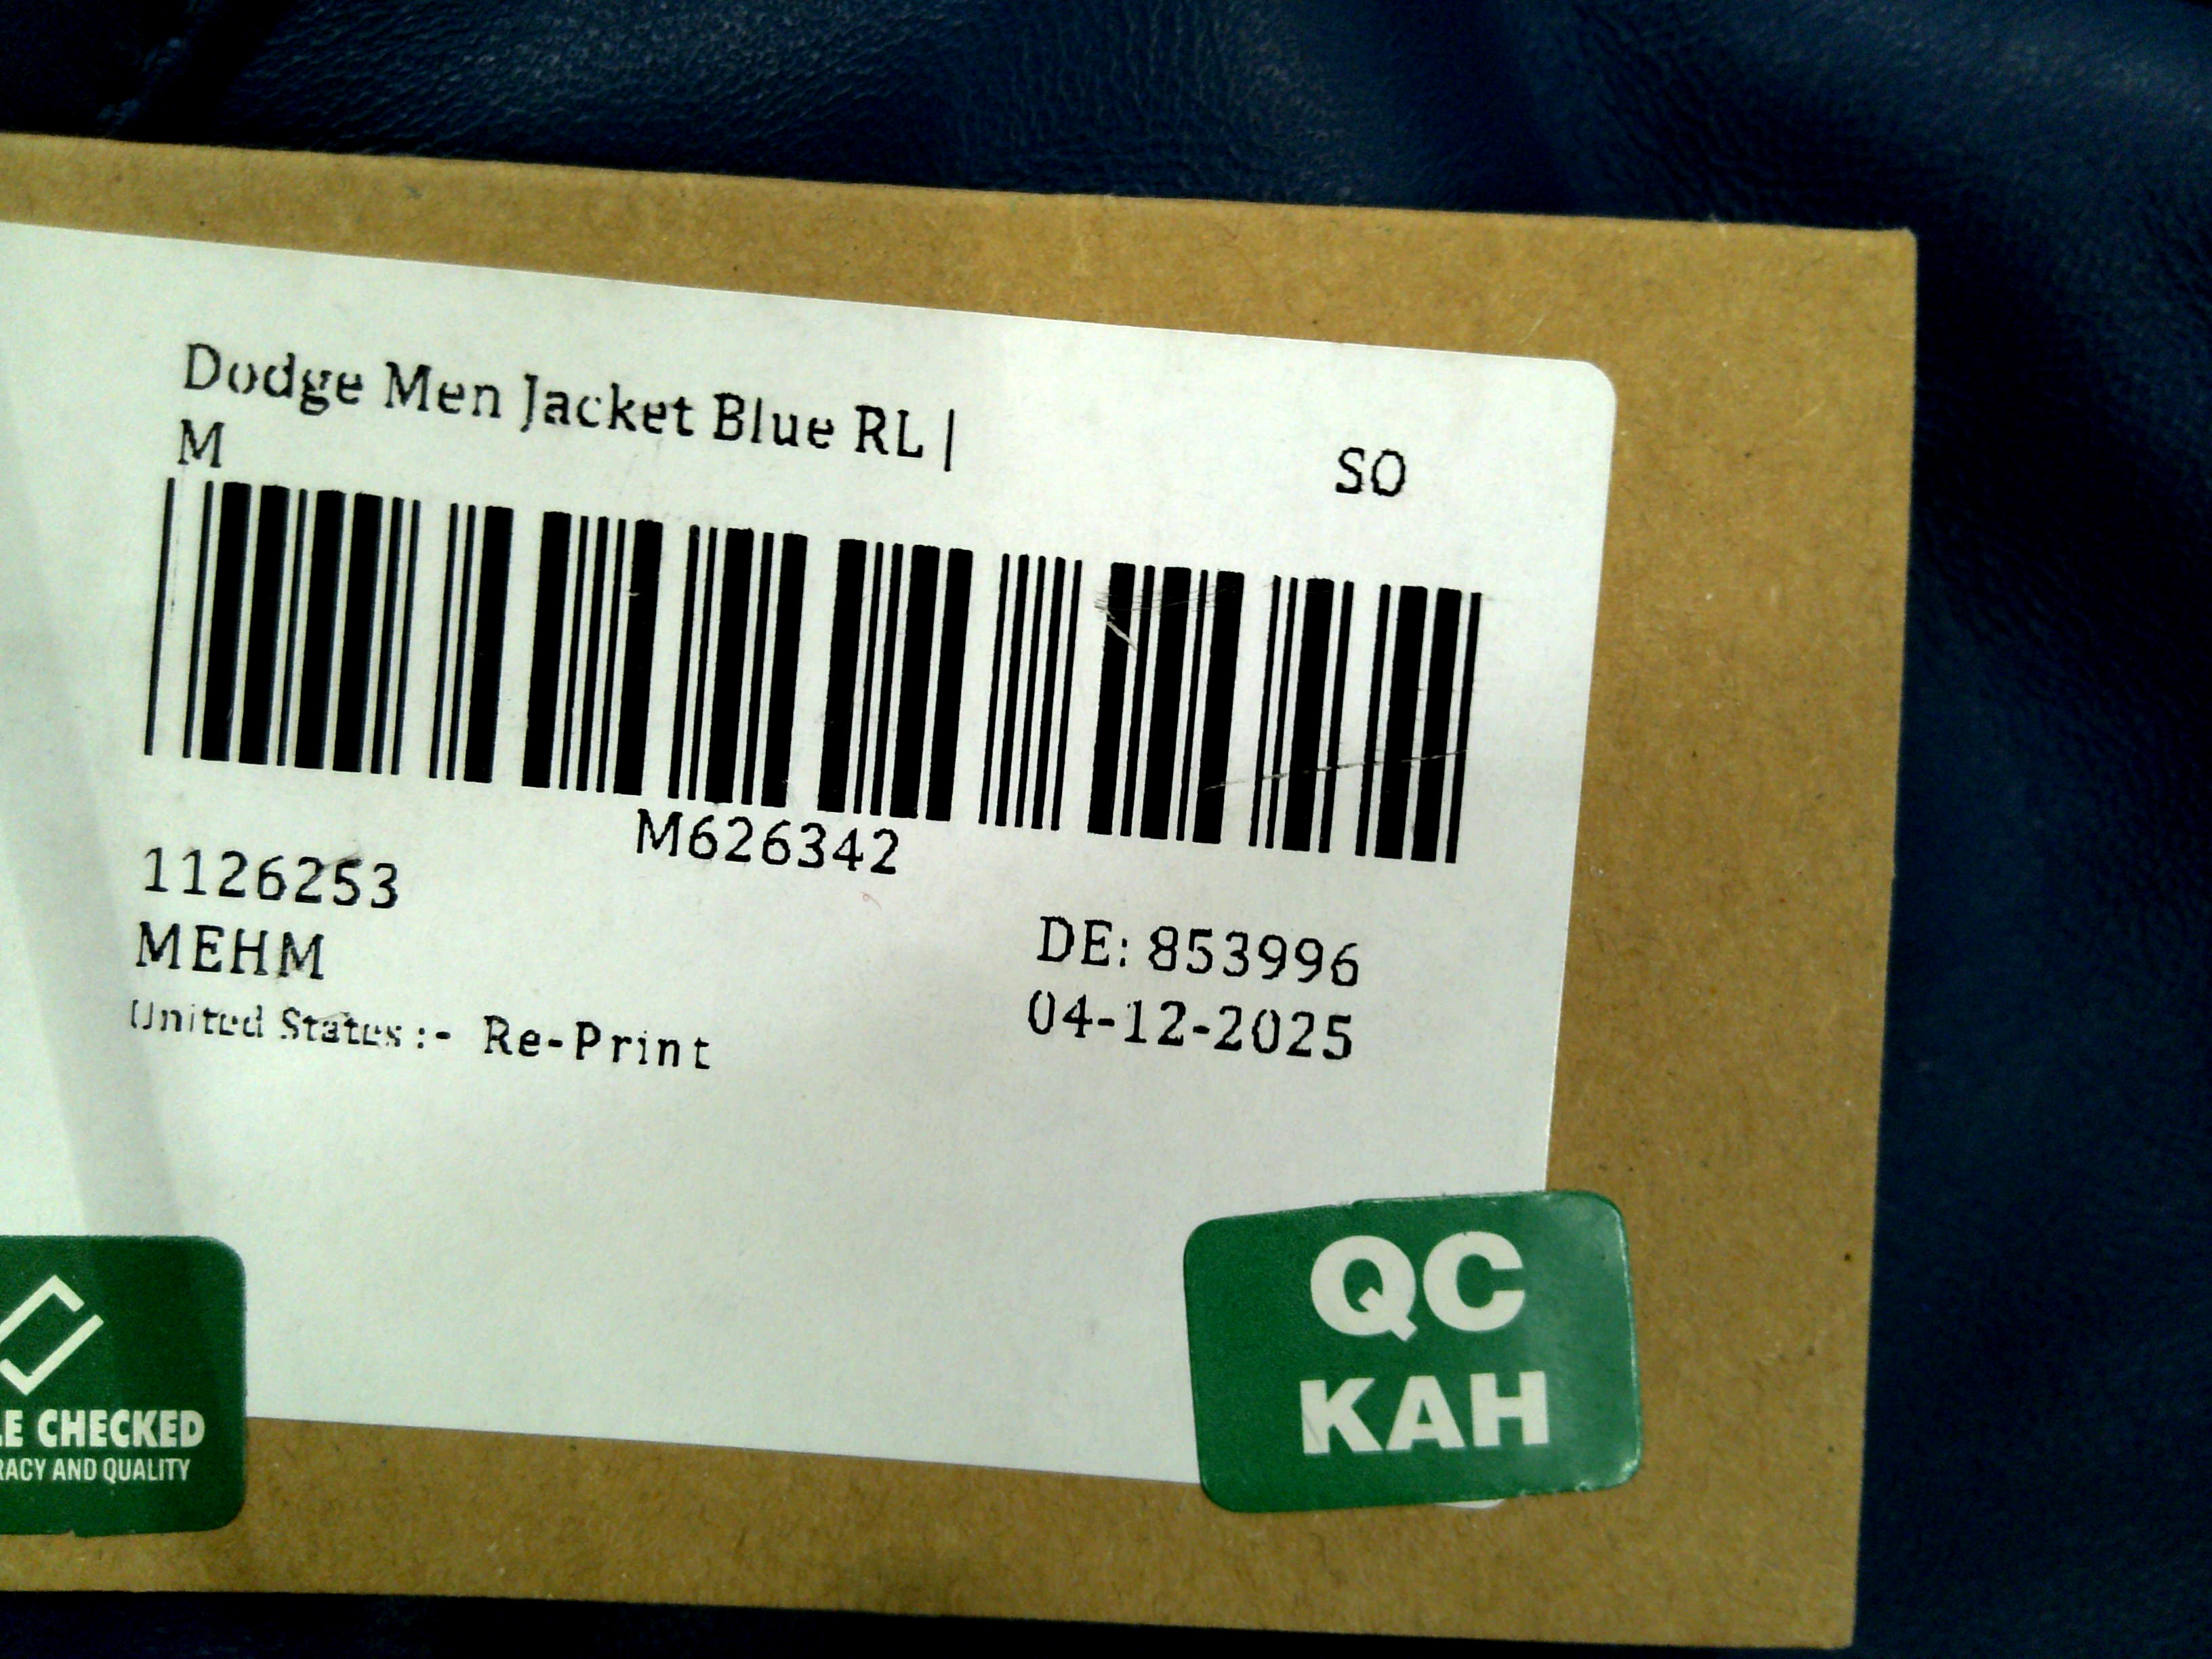 Dodge Men Jacket Blue RL |
M
SO
M626342
1126253
MEHM
DE: 853996
United States :- Re-Print
04-12-2025
QC
KAH
CHECKED
AND QUALITY